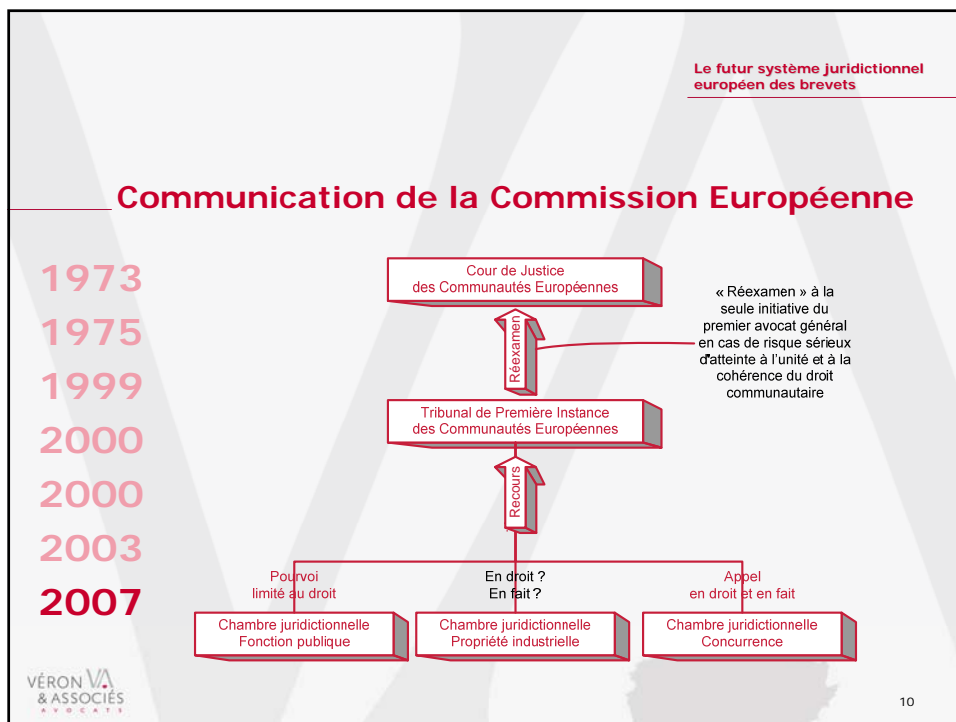 Le futur système juridictionnel
européen des brevets
Communication de la Commission Européenne
1973
1975
1999
2000
2000
2003
2007
Cour de Justice
des Communautés Européennes
Réexamen
« Réexamen » à la
seule initiative du
premier avocat général
en cas de risque sérieux
d'atteinte à l'unité et à la
cohérence du droit
communautaire
Tribunal de Première Instance
des Communautés Européennes
Recours
Pourvoi
limité au droit
En droit ?
En fait ?
Appel
en droit et en fait
Chambre juridictionnelle
Fonction publique
Chambre juridictionnelle
Propriété industrielle
Chambre juridictionnelle
Concurrence
VÉRON VA
& ASSOCIÉS
AVOCATS
10